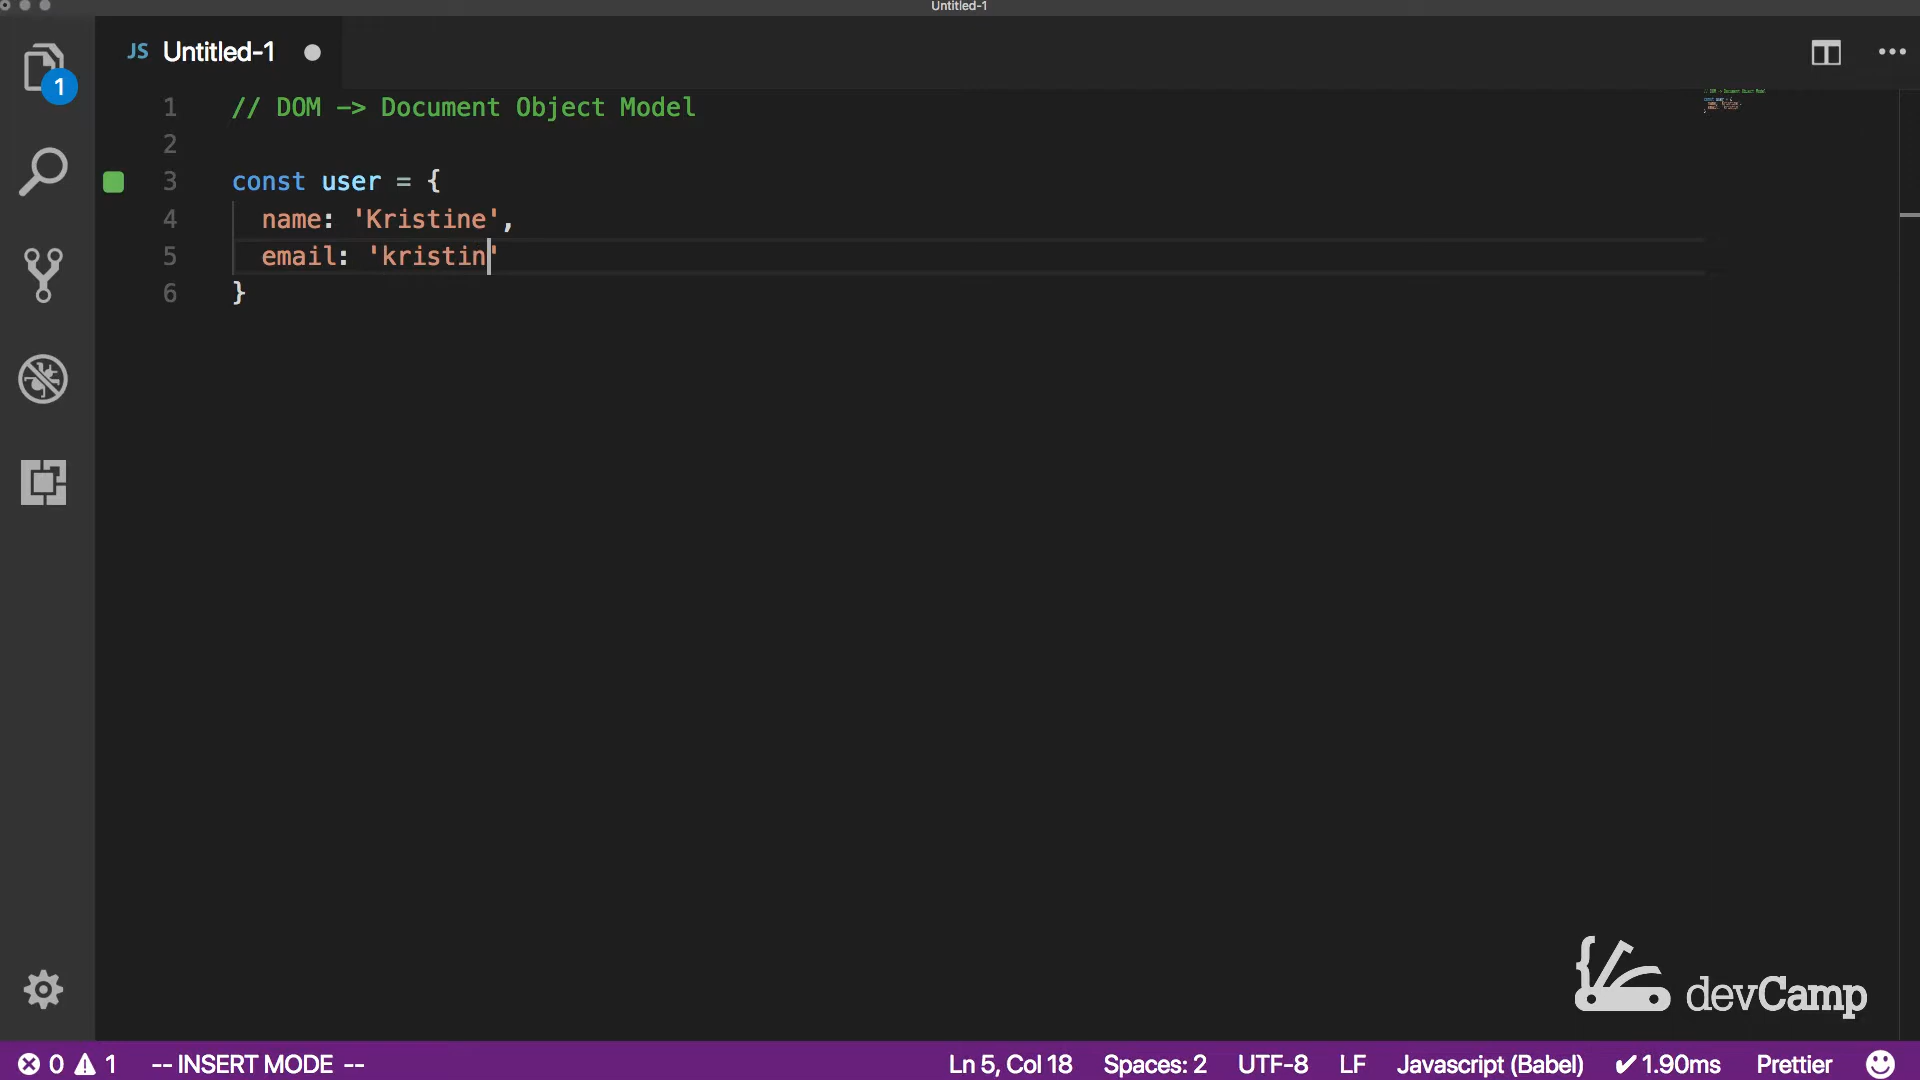 Untitled-1
JS Untitled-1
1
1 // DOM -> Document Object Model
2
3 const user = {
4 name: 'Kristine',
5 email: 'kristin'
6 }
devCamp
0 1 -- INSERT MODE -- Ln 5, Col 18 Spaces: 2 UTF-8 LF Javascript (Babel) ✔ 1.90ms Prettier